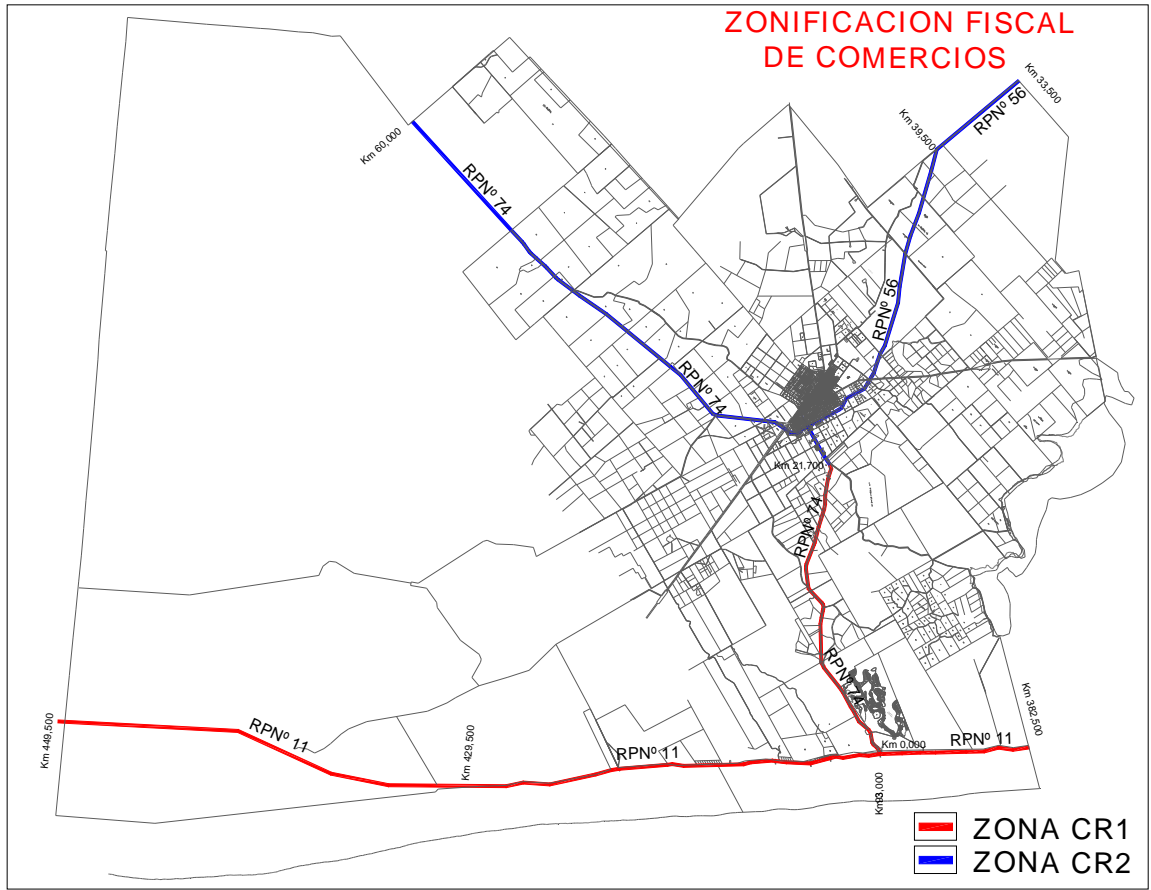 ZONIFICACION FISCAL
DE COMERCIOS
Km 33,500
RPNº 56
Km 39,500
Km 60,000
RPNº 74
RPNº 56
RPNº 74
Km 21,700
RPNº 74
RPNº 74
Km 382,500
Km 449,500
RPNº 11
Km 429,500
RPNº 11
Km 0,000
RPNº 11
Km93,000
ZONA CR1
ZONA CR2